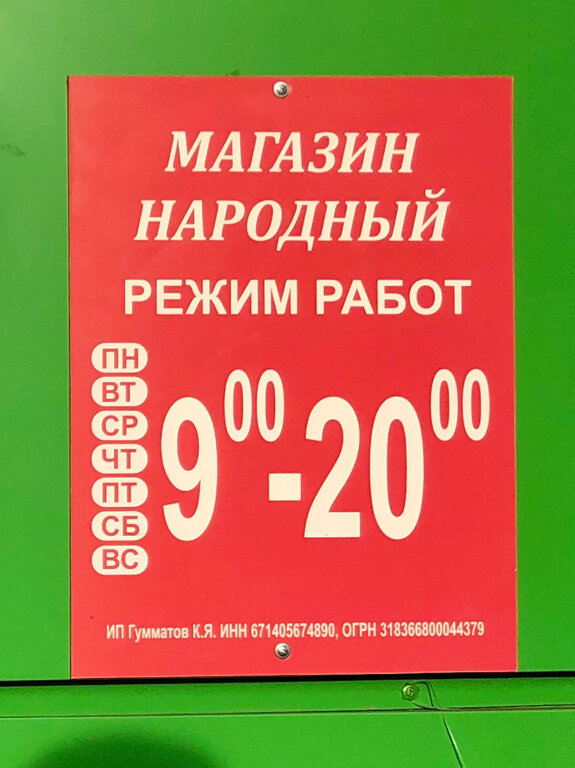 МАГАЗИН
НАРОДНЫЙ
РЕЖИМ РАБОТ
ПН
ВТ
СР
ЧТ
ПТ
СБ
ВС
900-2000
ИП Гумматов К.Я. ИНН 671405674890, ОГРН 318366800044379